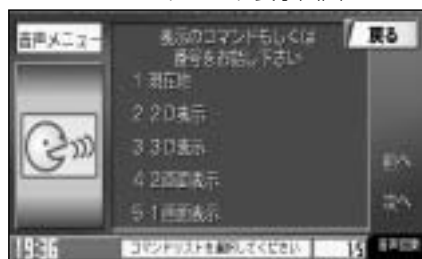 音声メニュー
表示のコマンドもしくは
番号をお話し下さい
戻る
1 現在地
2 2D表示
3 3D表示
4 2画面表示
5 1画面表示
前へ
次へ
コマンドリストを選択してください